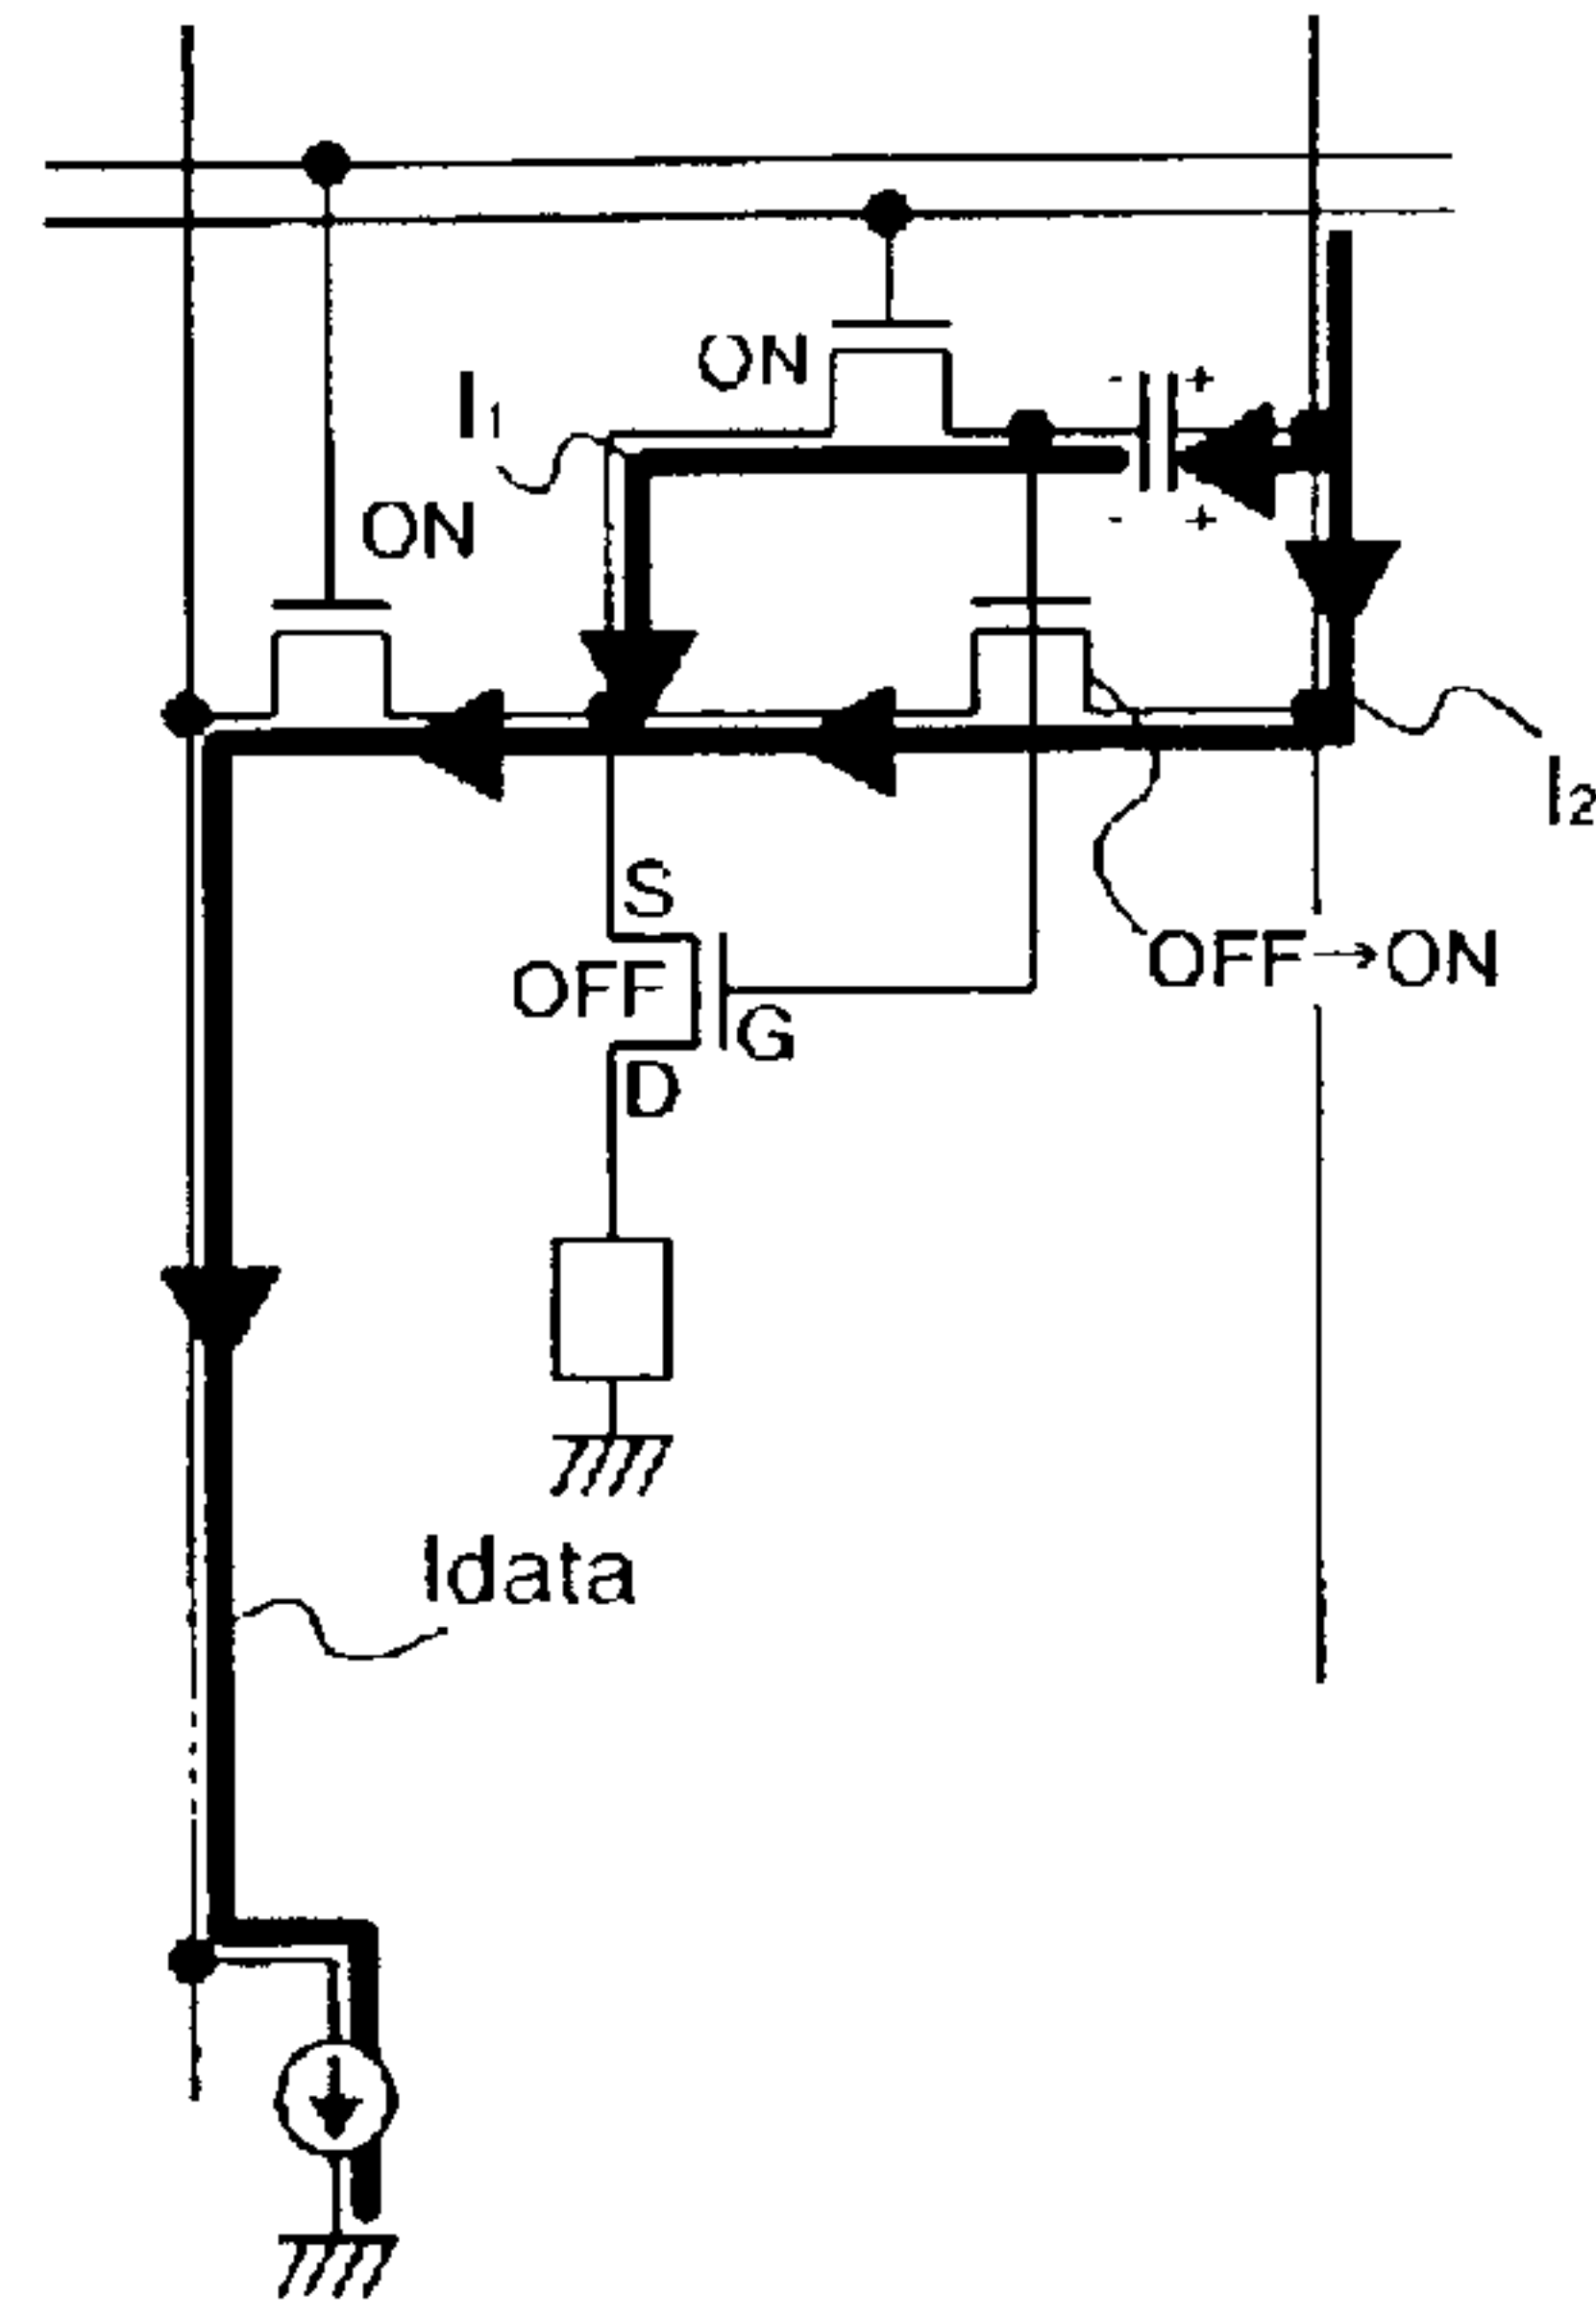 ON
- +
I1
ON
- +
I2
S
OFF
OFF→ON
G
D
Idata